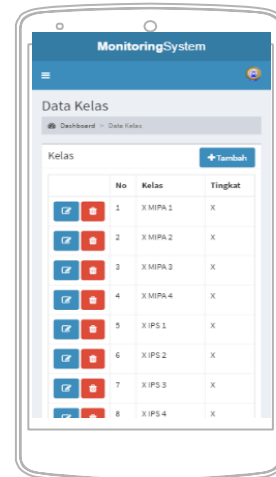 MonitoringSystem
Data Kelas
Dashboard > Data Kelas
Kelas
+Tambah
No Kelas Tingkat
1 X MIPA 1 X
2 X MIPA 2 X
3 X MIPA 3 X
4 X MIPA 4 X
5 X IPS 1 X
6 X IPS 2 X
7 X IPS 3 X
8 X IPS 4 X